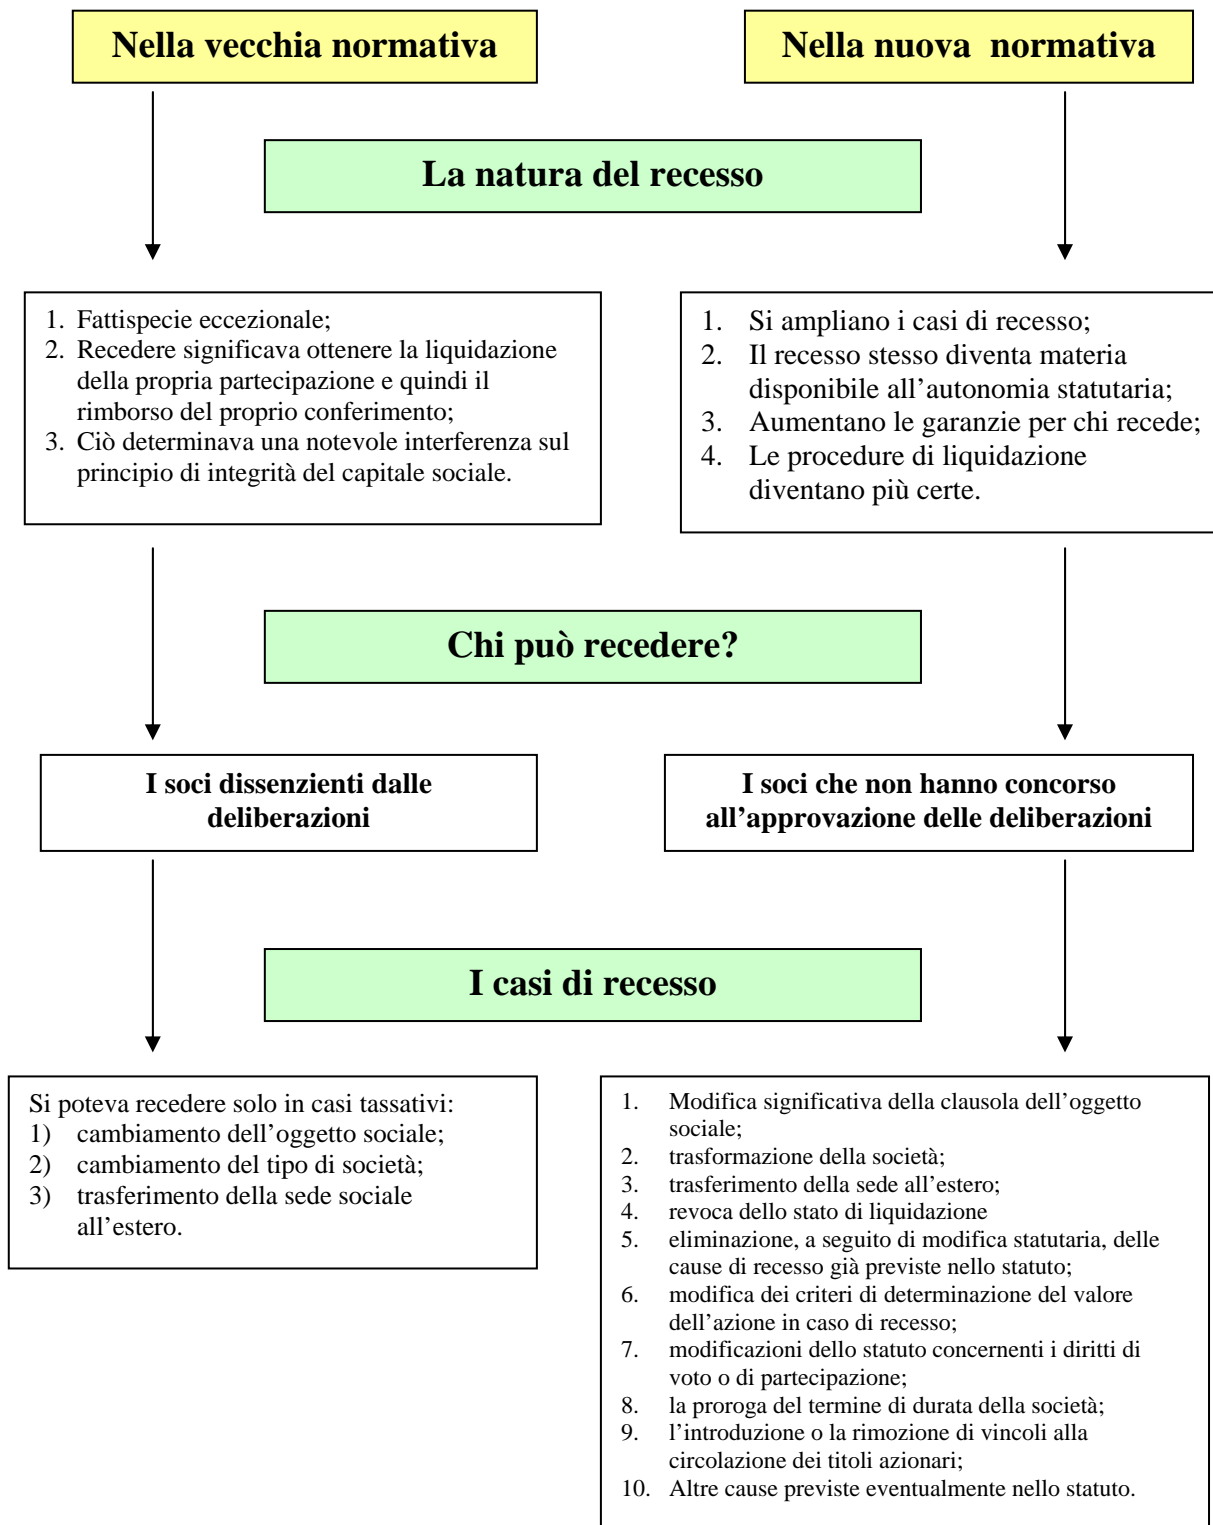 Nella vecchia normativa
Nella nuova normativa
La natura del recesso
1. Fattispecie eccezionale;
2. Recedere significava ottenere la liquidazione
della propria partecipazione e quindi il
rimborso del proprio conferimento;
3. Ciò determinava una notevole interferenza sul
principio di integrità del capitale sociale.
1. Si ampliano i casi di recesso;
2. Il recesso stesso diventa materia
disponibile all’autonomia statutaria;
3. Aumentano le garanzie per chi recede;
4. Le procedure di liquidazione
diventano più certe.
Chi può recedere?
I soci dissenzienti dalle
deliberazioni
I soci che non hanno concorso
all’approvazione delle deliberazioni
I casi di recesso
Si poteva recedere solo in casi tassativi:
1) cambiamento dell’oggetto sociale;
2) cambiamento del tipo di società;
3) trasferimento della sede sociale
all’estero.
1. Modifica significativa della clausola dell’oggetto
sociale;
2. trasformazione della società;
3. trasferimento della sede all’estero;
4. revoca dello stato di liquidazione
5. eliminazione, a seguito di modifica statutaria, delle
cause di recesso già previste nello statuto;
6. modifica dei criteri di determinazione del valore
dell’azione in caso di recesso;
7. modificazioni dello statuto concernenti i diritti di
voto o di partecipazione;
8. la proroga del termine di durata della società;
9. l’introduzione o la rimozione di vincoli alla
circolazione dei titoli azionari;
10. Altre cause previste eventualmente nello statuto.